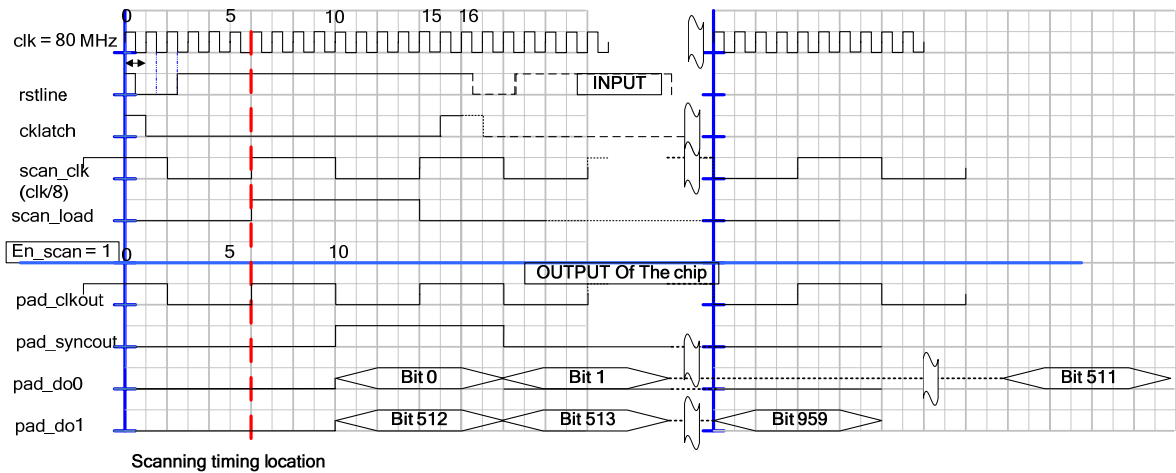 0 5 10 15 16
clk = 80 MHz
rstline
INPUT
cklatch
scan_clk
(clk/8)
scan_load
En_scan = 1 0 5 10
OUTPUT Of The chip
pad_clkout
pad_syncout
pad_do0 Bit 0 Bit 1 Bit 511
pad_do1 Bit 512 Bit 513 Bit 959
Scanning timing location